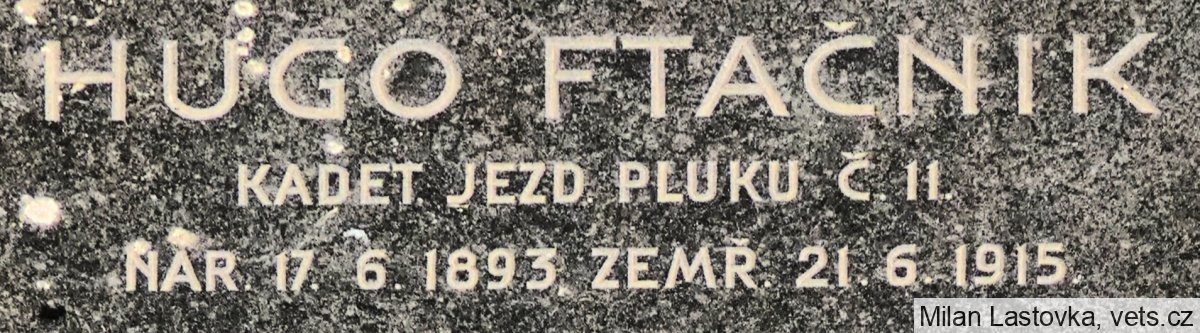 HUGO FTAČNIK
KADET JEZD. PLUKU Č. 11.
NAR. 17. 6. 1893. ZEMŘ. 21. 6. 1915.
Milan Lastovka, vets.cz